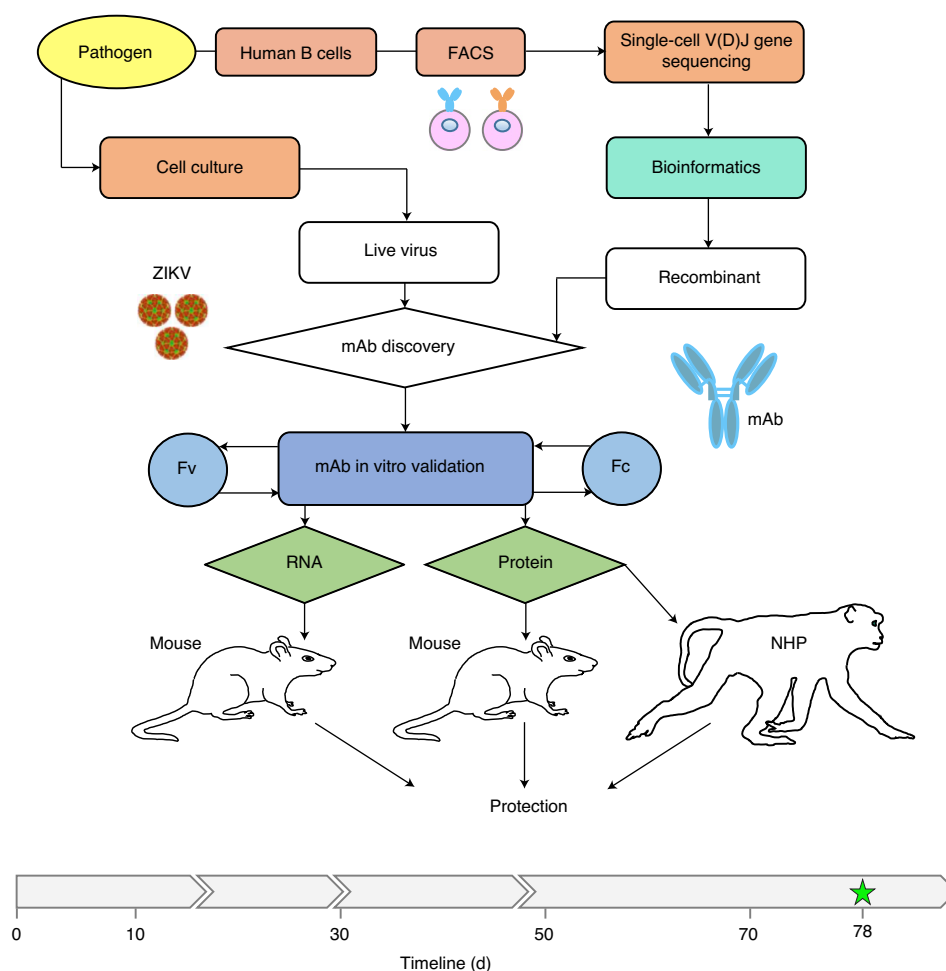 Pathogen
Human B cells
FACS
Single-cell V(D)J gene
sequencing
Cell culture
Bioinformatics
Live virus
Recombinant
ZIKV
mAb discovery
mAb
Fv
mAb in vitro validation
Fc
RNA
Protein
Mouse
Mouse
NHP
Protection
0
10
30
50
70
78
Timeline (d)